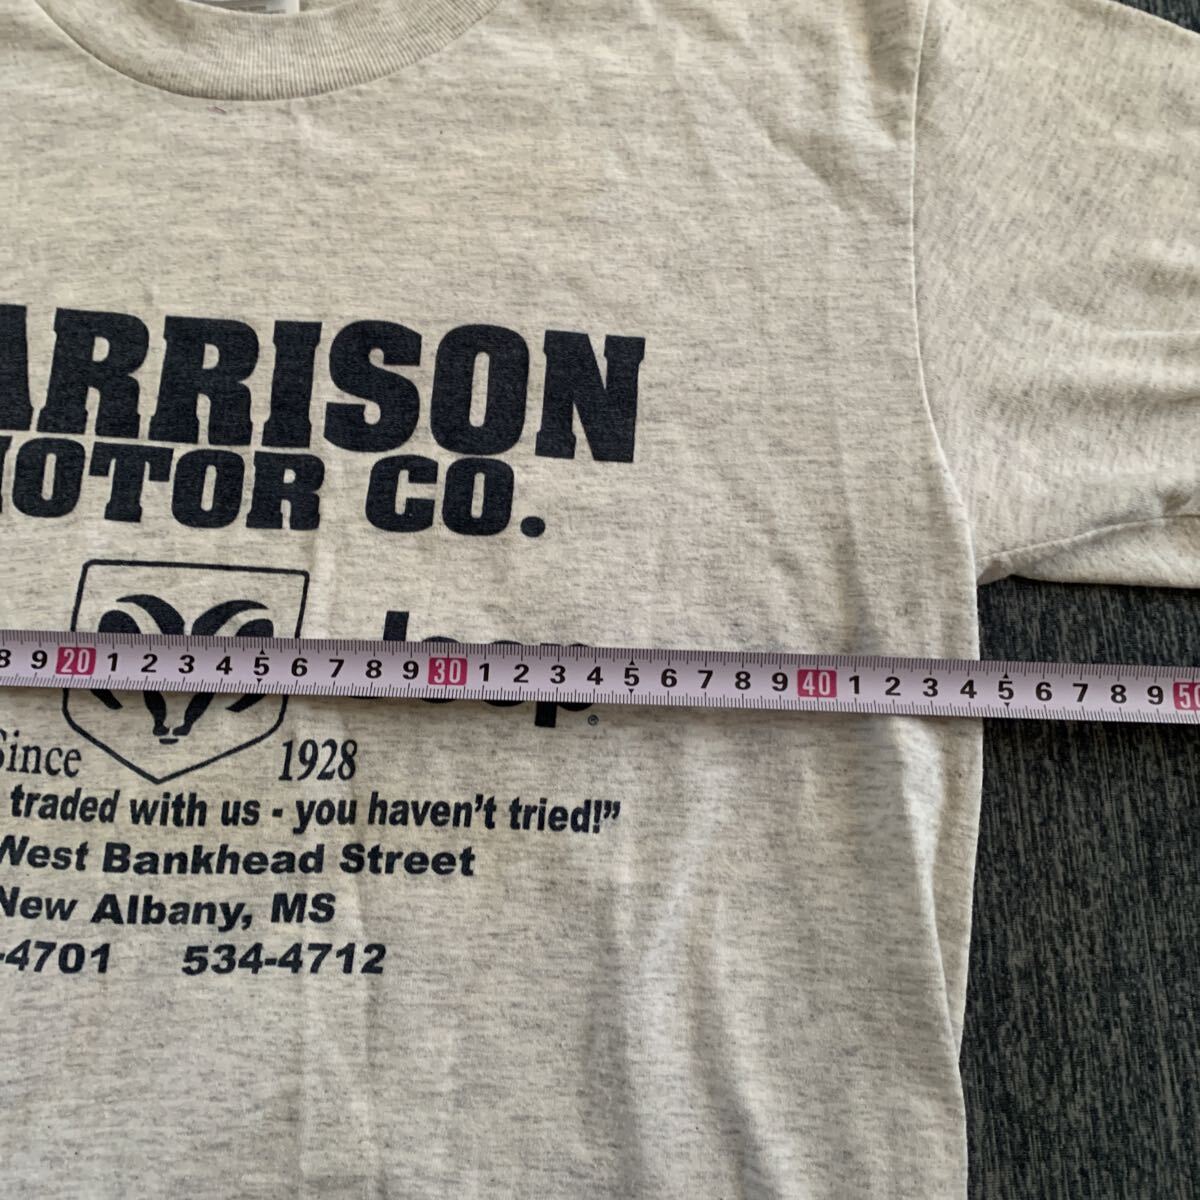 ARRISON
MOTOR CO.
Jeep®
8 9 20 1 2 3 4 5 6 7 8 9 30 1 2 3 4 5 6 7 8 9 40 1 2 3 4 5 6 7 8 9 50
Since 1928
traded with us - you haven't tried!”
West Bankhead Street
New Albany, MS
-4701 534-4712